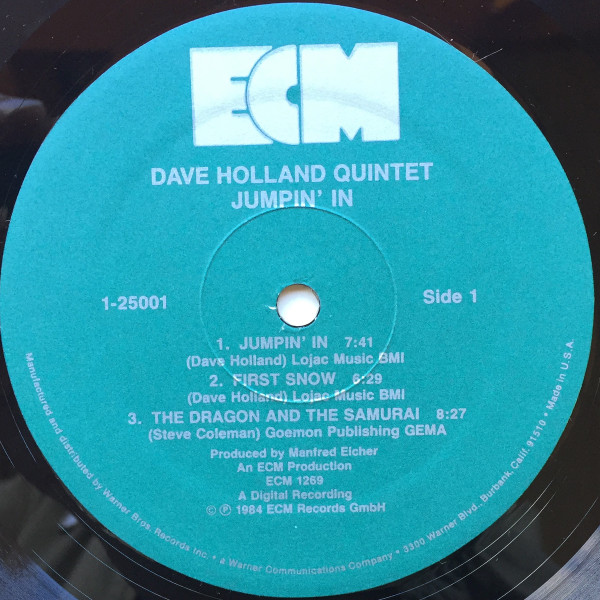 ECM
DAVE HOLLAND QUINTET
JUMPIN' IN
1-25001
Side 1
1. JUMPIN' IN 7:41
(Dave Holland) Lojac Music BMI
2. FIRST SNOW 6:29
(Dave Holland) Lojac Music BMI
3. THE DRAGON AND THE SAMURAI 8:27
(Steve Coleman) Goemon Publishing GEMA
Produced by Manfred Eicher
An ECM Production
ECM 1269
A Digital Recording
© ℗ 1984 ECM Records GmbH
Manufactured and distributed by Warner Bros. Records Inc. • a Warner Communications Company • 3300 Warner Blvd., Burbank, Calif. 91510 • Made in U.S.A.